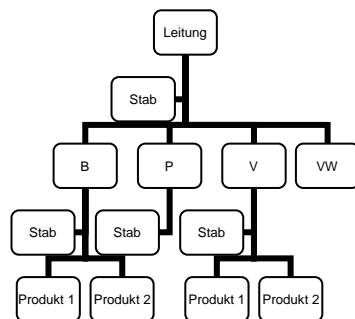 Leitung
Stab
B P V VW
Stab Stab Stab
Produkt 1 Produkt 2 Produkt 1 Produkt 2